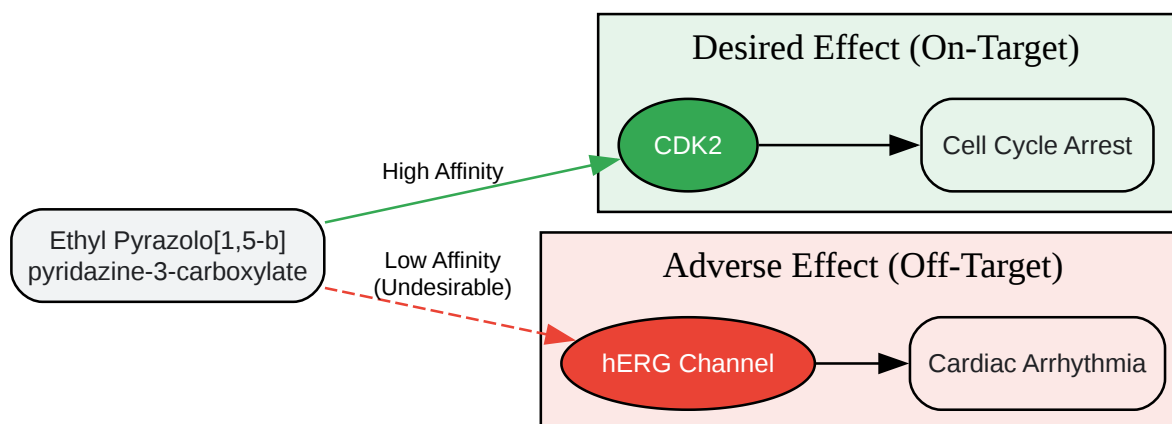 Desired Effect (On-Target)
CDK2
Cell Cycle Arrest
High Affinity
Ethyl Pyrazolo[1,5-b]
pyridazine-3-carboxylate
Low Affinity
(Undesirable)
Adverse Effect (Off-Target)
hERG Channel
Cardiac Arrhythmia